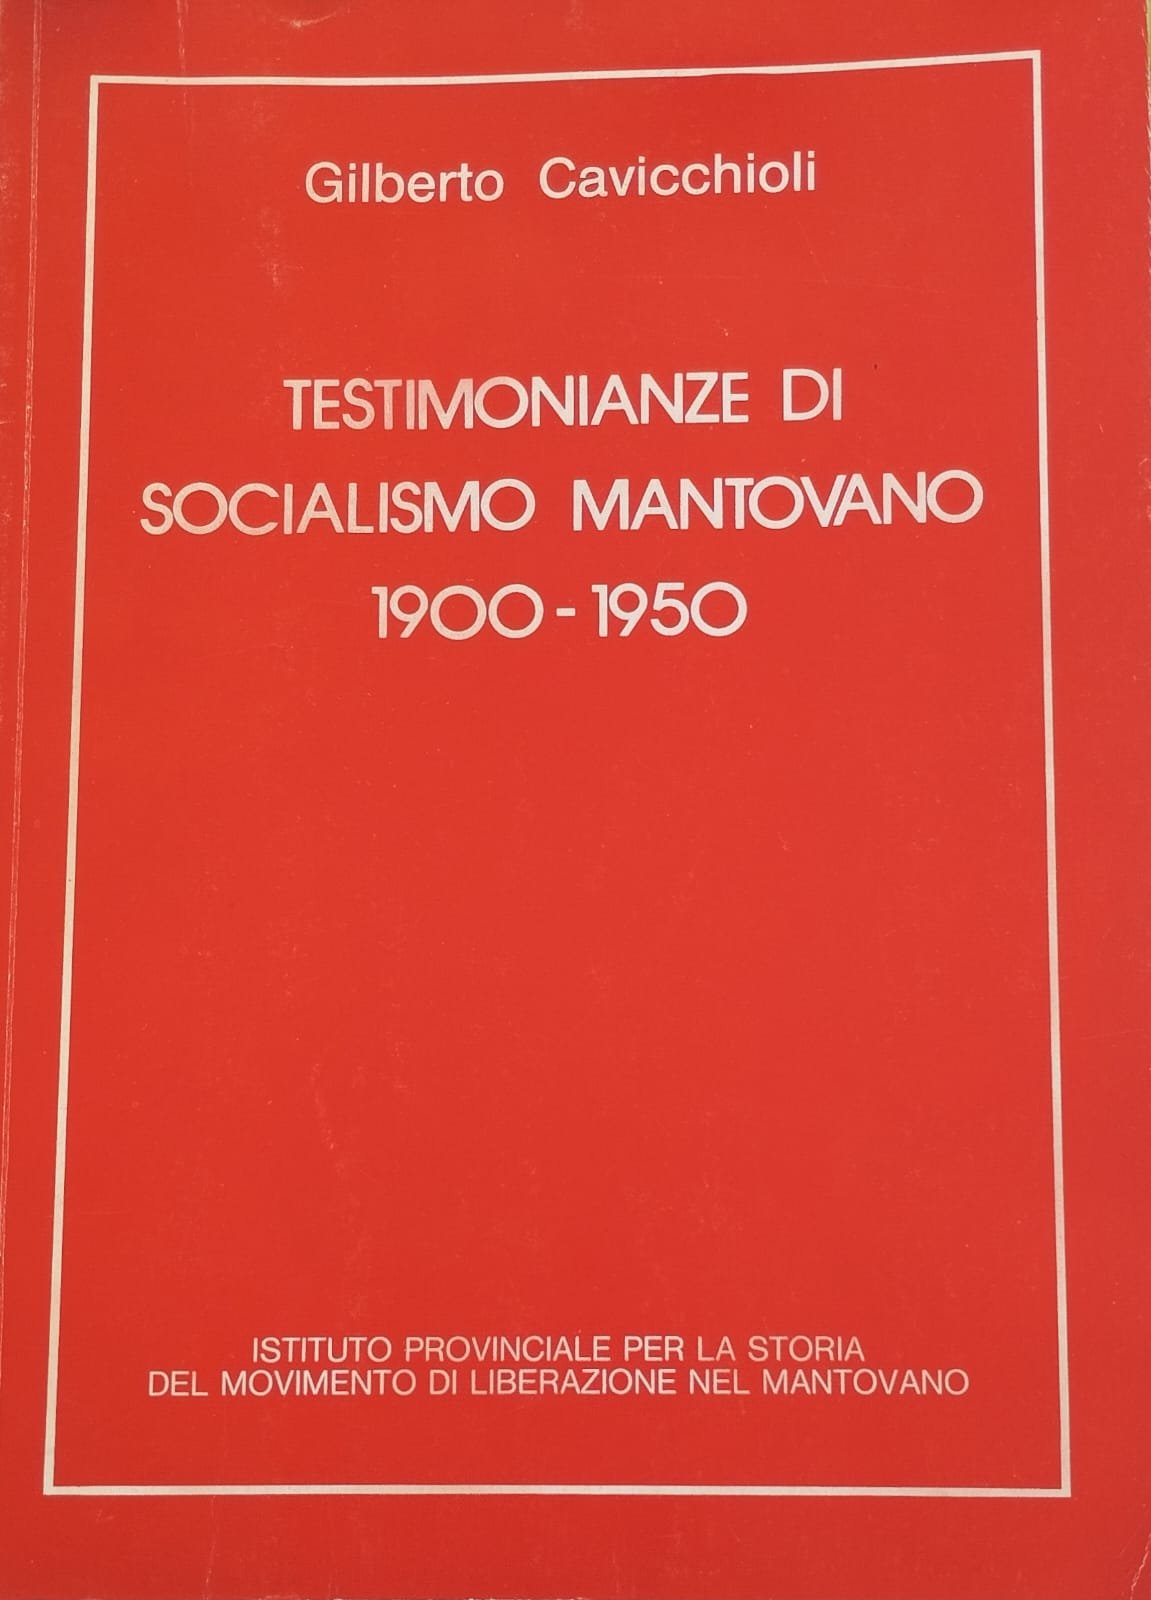 Gilberto Cavicchioli
TESTIMONIANZE DI
SOCIALISMO MANTOVANO
1900-1950
ISTITUTO PROVINCIALE PER LA STORIA
DEL MOVIMENTO DI LIBERAZIONE NEL MANTOVANO